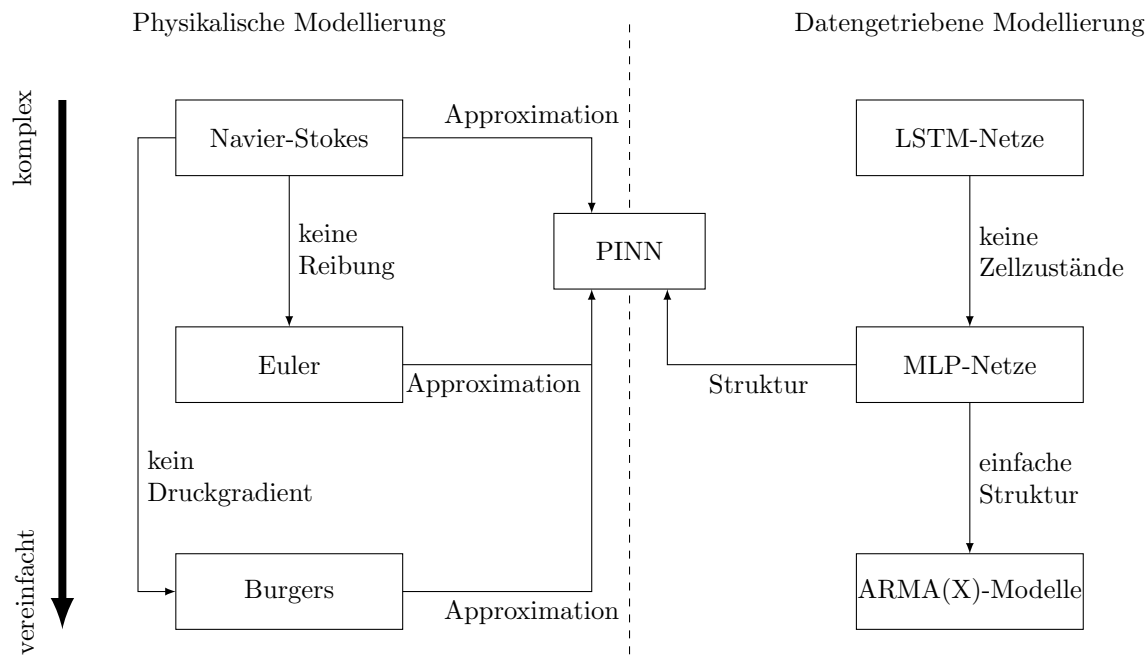 Physikalische Modellierung
Datengetriebene Modellierung
komplex
Navier-Stokes
Approximation
LSTM-Netze
keine
Reibung
PINN
keine
Zellzustände
Euler
Approximation
Struktur
MLP-Netze
kein
Druckgradient
einfache
Struktur
vereinfacht
Burgers
Approximation
ARMA(X)-Modelle